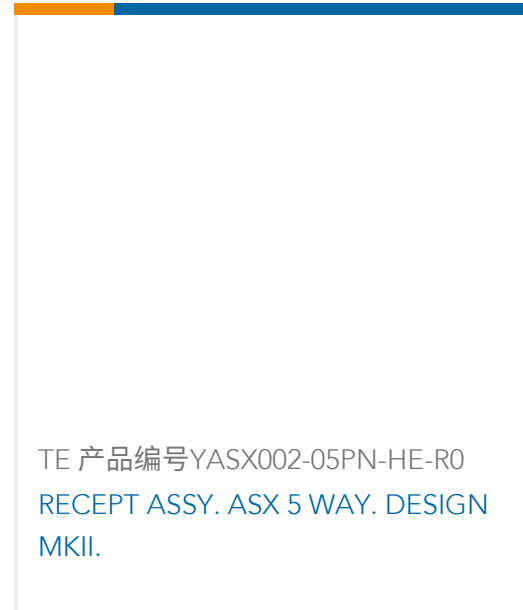 TE 产品编号YASX002-05PN-HE-R0
RECEPT ASSY. ASX 5 WAY. DESIGN
MKII.